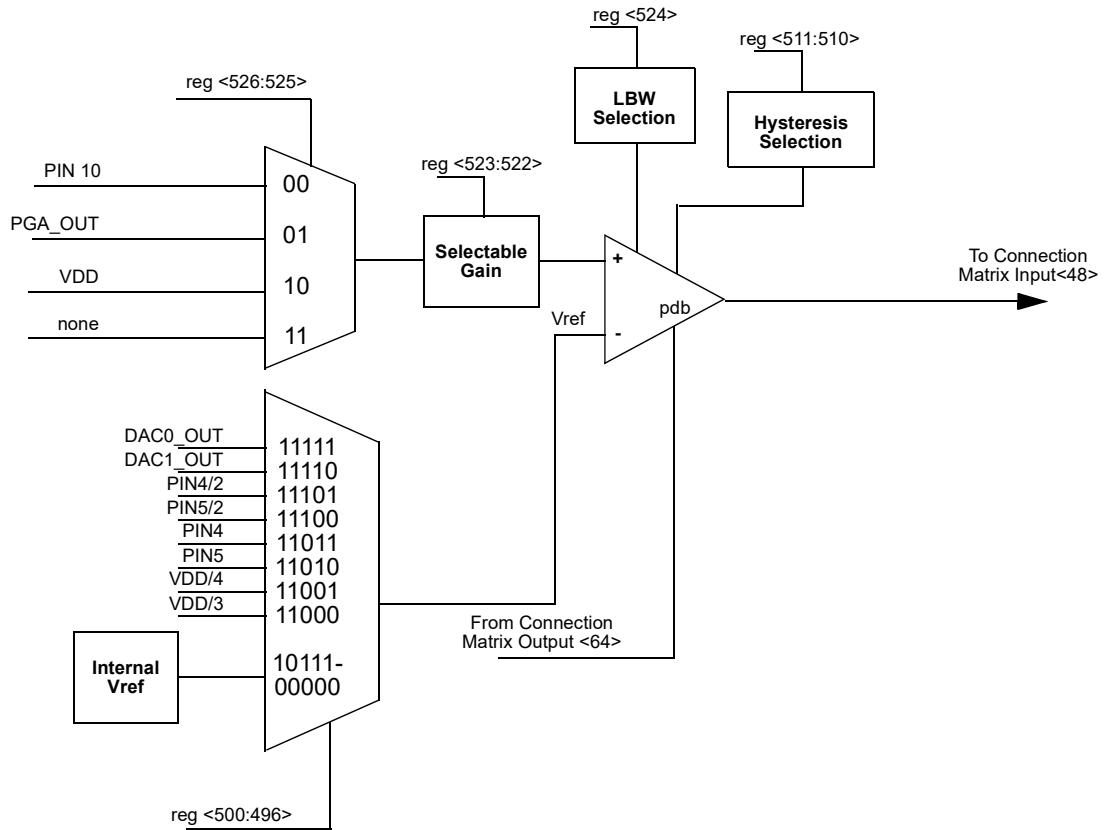 reg <524>
reg <511:510>
reg <526:525>
LBW
Selection
Hysteresis
Selection
reg <523:522>
PIN 10
00
PGA_OUT
01
VDD
10
none
11
Selectable
Gain
+
To Connection
Matrix Input<48>
pdb
Vref
-
DAC0_OUT
11111
DAC1_OUT
11110
PIN4/2
11101
PIN5/2
11100
PIN4
11011
PIN5
11010
VDD/4
11001
VDD/3
11000
From Connection
Matrix Output <64>
Internal
Vref
10111-
00000
reg <500:496>